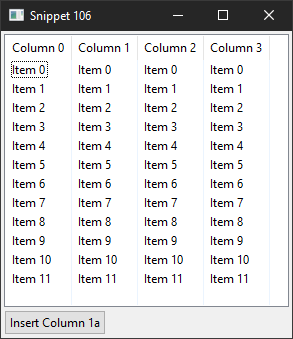 Snippet 106
Column 0 Column 1 Column 2 Column 3
Item 0 Item 0 Item 0 Item 0
Item 1 Item 1 Item 1 Item 1
Item 2 Item 2 Item 2 Item 2
Item 3 Item 3 Item 3 Item 3
Item 4 Item 4 Item 4 Item 4
Item 5 Item 5 Item 5 Item 5
Item 6 Item 6 Item 6 Item 6
Item 7 Item 7 Item 7 Item 7
Item 8 Item 8 Item 8 Item 8
Item 9 Item 9 Item 9 Item 9
Item 10 Item 10 Item 10 Item 10
Item 11 Item 11 Item 11 Item 11
Insert Column 1a